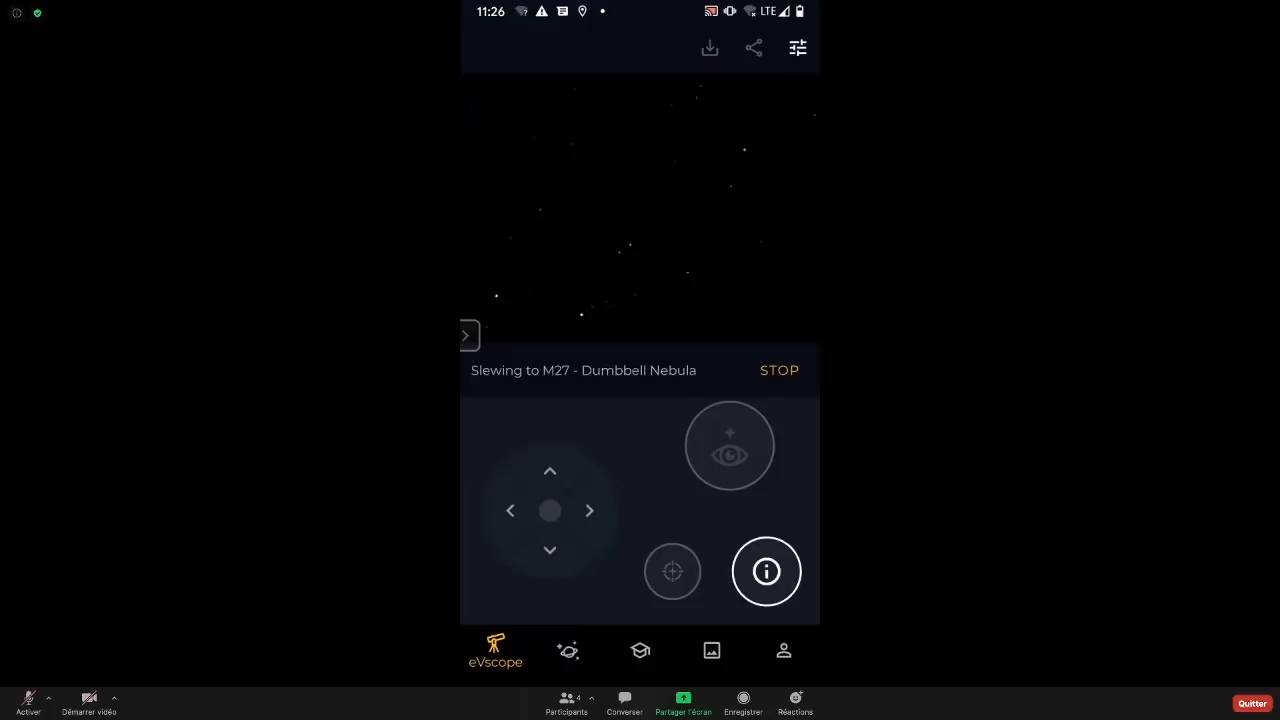 11:26
LTE
Slewing to M27 - Dumbbell Nebula
STOP
eVscope
Activer
Démarrer vidéo
Participants
4
Converser
Partager l'écran
Enregistrer
Réactions
Quitter